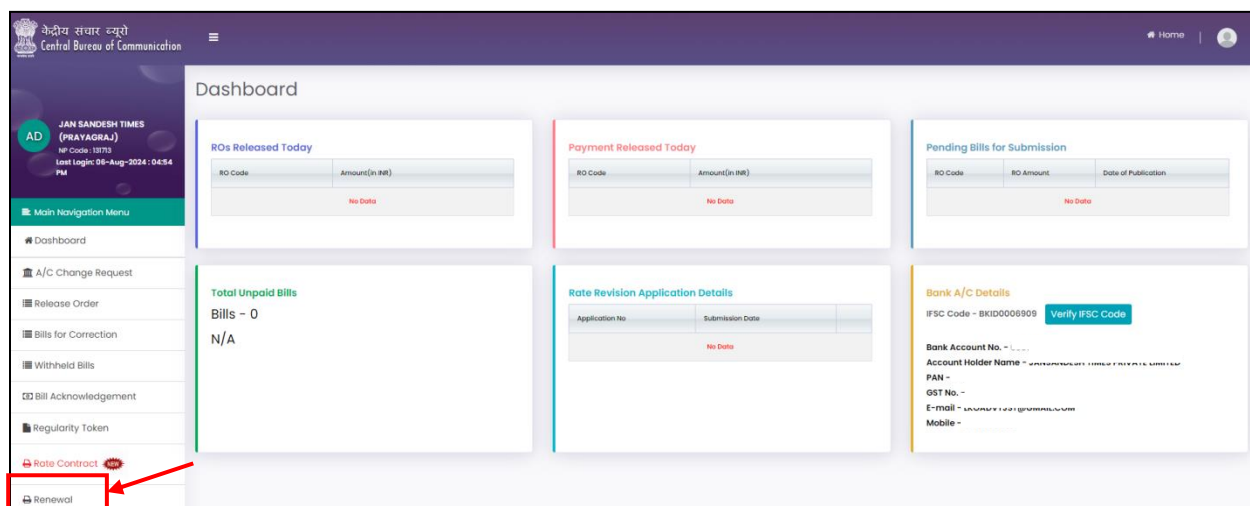 केंद्रीय संचार ब्यूरो
Central Bureau of Communication
Home
AD
JAN SANDESH TIMES
(PRAYAGRAJ)
NP Code : 131713
Last Login: 06-Aug-2024 : 04:54
PM
Main Navigation Menu
Dashboard
A/C Change Request
Release Order
Bills for Correction
Withheld Bills
Bill Acknowledgement
Regularity Token
Rate Contract NEW
Renewal
Dashboard
ROs Released Today
RO Code Amount(in INR)
No Data
Payment Released Today
RO Code Amount(in INR)
No Data
Pending Bills for Submission
RO Code RO Amount Date of Publication
No Data
Total Unpaid Bills
Bills - 0
N/A
Rate Revision Application Details
Application No Submission Date
No Data
Bank A/C Details
IFSC Code - BKID0006909 Verify IFSC Code
Bank Account No. -
Account Holder Name -
PAN -
GST No. -
E-mail -
Mobile -